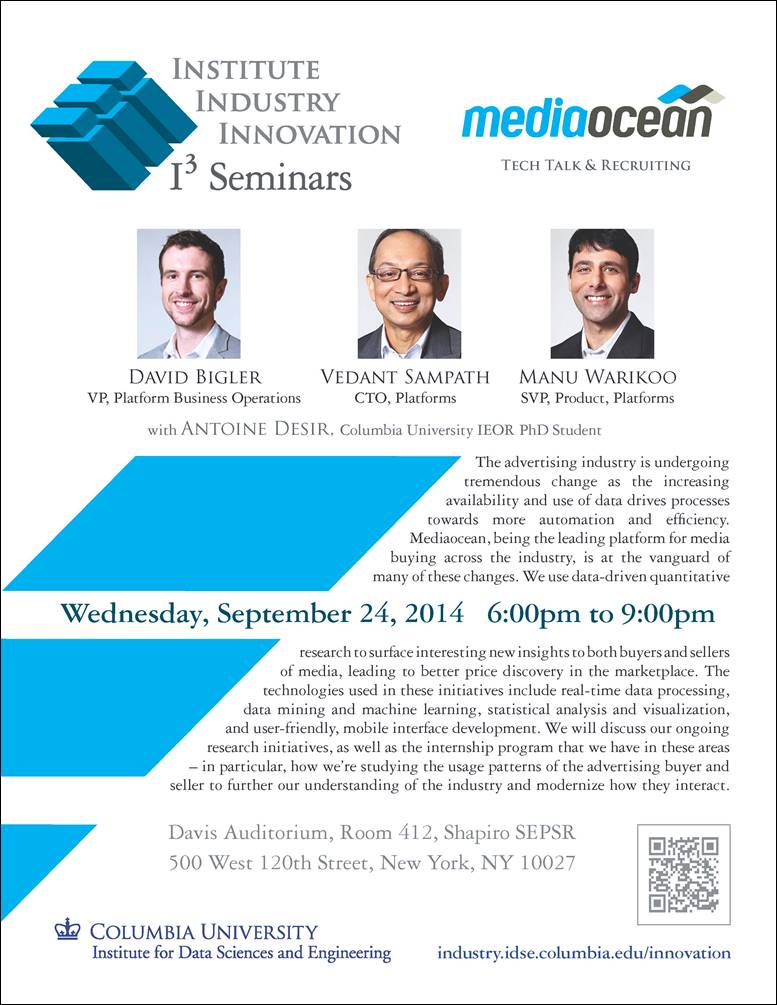 INSTITUTE
INDUSTRY
INNOVATION
I³ Seminars
mediaocean
TECH TALK & RECRUITING
DAVID BIGLER
VP, Platform Business Operations
VEDANT SAMPATH
CTO, Platforms
MANU WARIKOO
SVP, Product, Platforms
with ANTOINE DESIR, Columbia University IEOR PhD Student
The advertising industry is undergoing
tremendous change as the increasing
availability and use of data drives processes
towards more automation and efficiency.
Mediaocean, being the leading platform for media
buying across the industry, is at the vanguard of
many of these changes. We use data-driven quantitative
Wednesday, September 24, 2014 6:00pm to 9:00pm
research to surface interesting new insights to both buyers and sellers
of media, leading to better price discovery in the marketplace. The
technologies used in these initiatives include real-time data processing,
data mining and machine learning, statistical analysis and visualization,
and user-friendly, mobile interface development. We will discuss our ongoing
research initiatives, as well as the internship program that we have in these areas
– in particular, how we're studying the usage patterns of the advertising buyer and
seller to further our understanding of the industry and modernize how they interact.
Davis Auditorium, Room 412, Shapiro SEPSR
500 West 120th Street, New York, NY 10027
COLUMBIA UNIVERSITY
Institute for Data Sciences and Engineering
industry.idse.columbia.edu/innovation